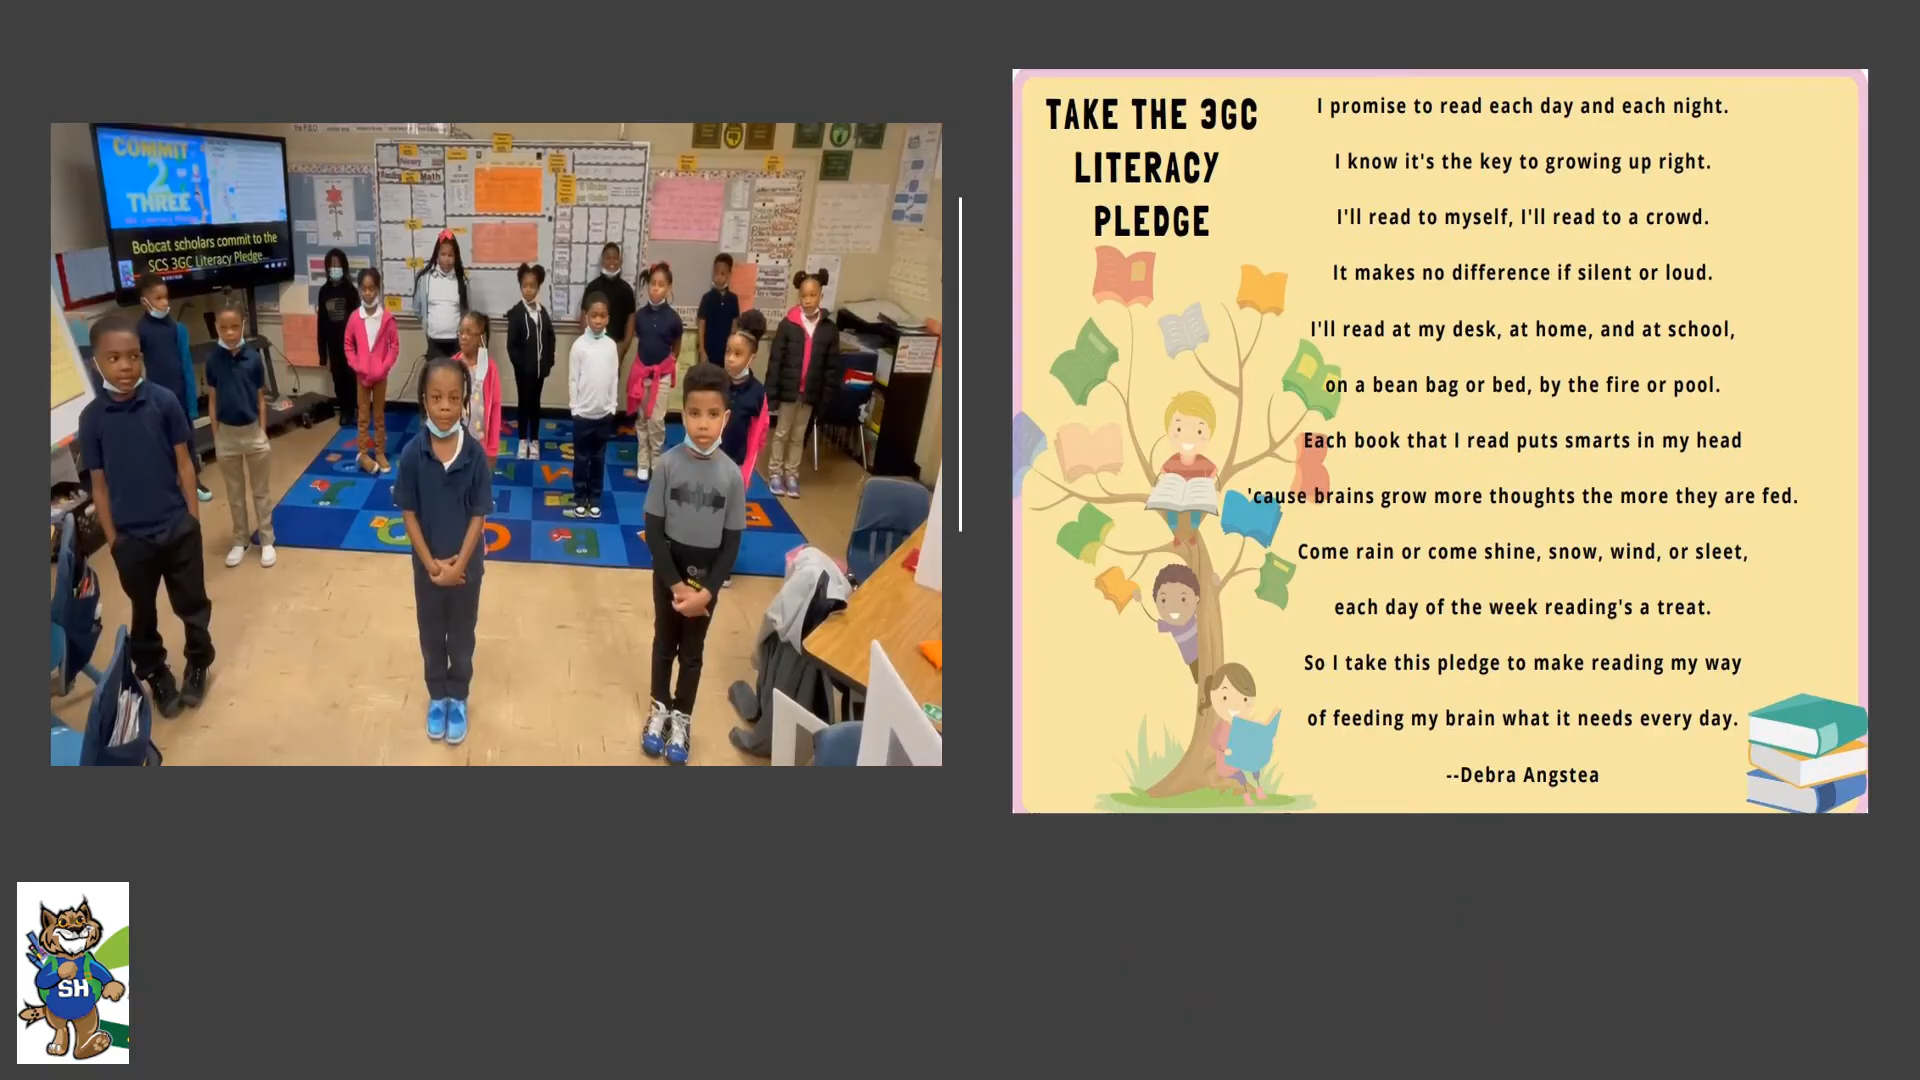 COMMIT
2
THREE
Bobcat scholars commit to the
SCS 3GC Literacy Pledge
Math
TAKE THE 3GC
LITERACY
PLEDGE
I promise to read each day and each night.
I know it's the key to growing up right.
I'll read to myself, I'll read to a crowd.
It makes no difference if silent or loud.
I'll read at my desk, at home, and at school,
on a bean bag or bed, by the fire or pool.
Each book that I read puts smarts in my head
'cause brains grow more thoughts the more they are fed.
Come rain or come shine, snow, wind, or sleet,
each day of the week reading's a treat.
So I take this pledge to make reading my way
of feeding my brain what it needs every day.
--Debra Angstea
SH